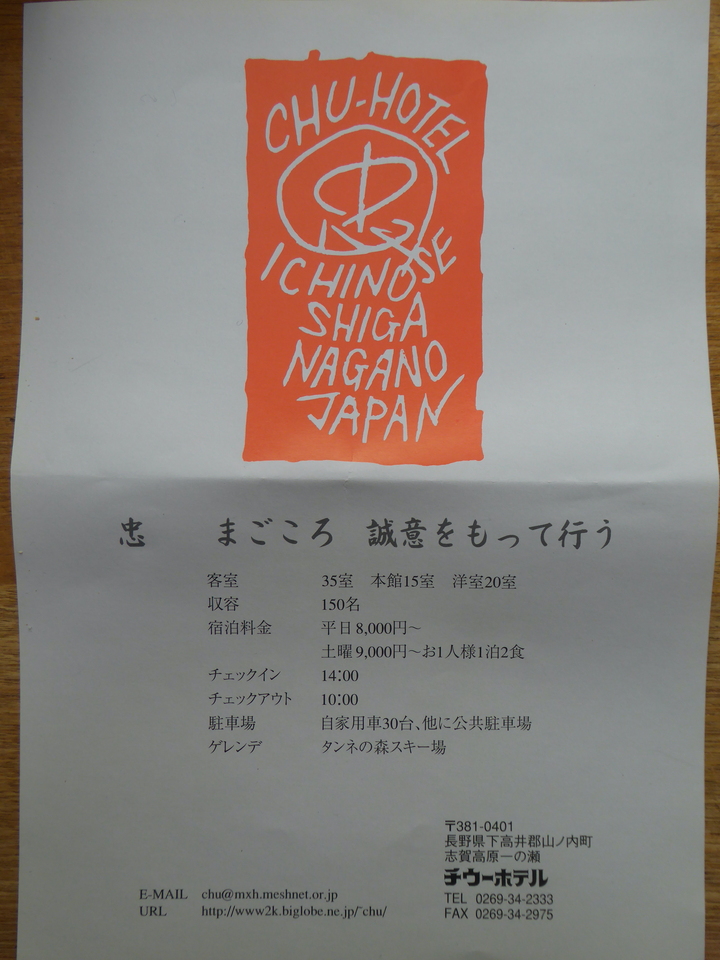 CHU-HOTEL
忠
ICHINOSE
SHIGA
NAGANO
JAPAN
忠 まごころ 誠意をもって行う
客室 35室 本館15室 洋室20室
収容 150名
宿泊料金 平日8,000円～
土曜9,000円～お1人様1泊2食
チェックイン 14:00
チェックアウト 10:00
駐車場 自家用車30台、他に公共駐車場
ゲレンデ タンネの森スキー場
〒381-0401
長野県下高井郡山ノ内町
志賀高原一の瀬
チウーホテル
TEL 0269-34-2333
FAX 0269-34-2975
E-MAIL chu@mxh.meshnet.or.jp
URL http://www2k.biglobe.ne.jp/~chu/